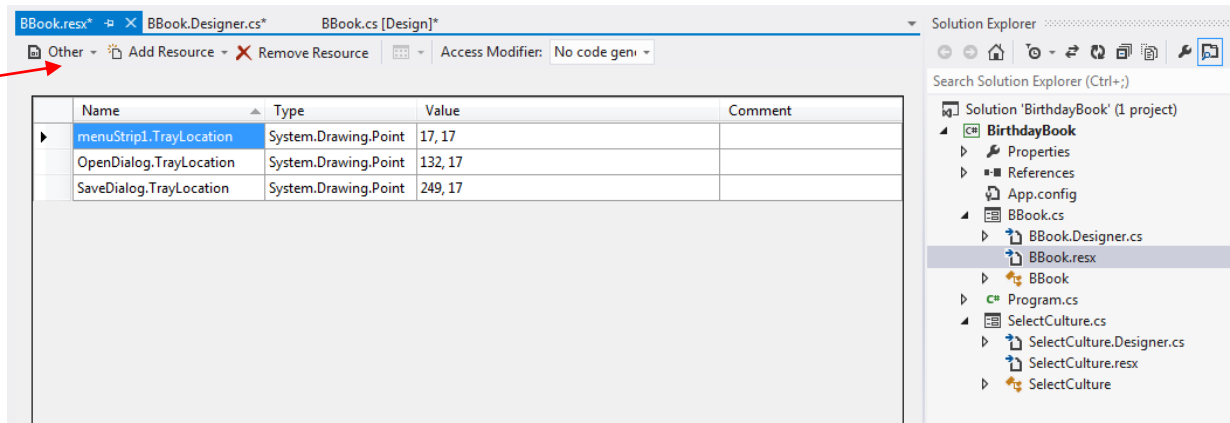 BBook.resx* BBook.Designer.cs* BBook.cs [Design]*
Other Add Resource Remove Resource Access Modifier: No code gen
Name Type Value Comment
menuStrip1.TrayLocation System.Drawing.Point 17, 17
OpenDialog.TrayLocation System.Drawing.Point 132, 17
SaveDialog.TrayLocation System.Drawing.Point 249, 17
Solution Explorer
Search Solution Explorer (Ctrl+;)
Solution 'BirthdayBook' (1 project)
C# BirthdayBook
Properties
References
App.config
BBook.cs
BBook.Designer.cs
BBook.resx
BBook
C# Program.cs
SelectCulture.cs
SelectCulture.Designer.cs
SelectCulture.resx
SelectCulture